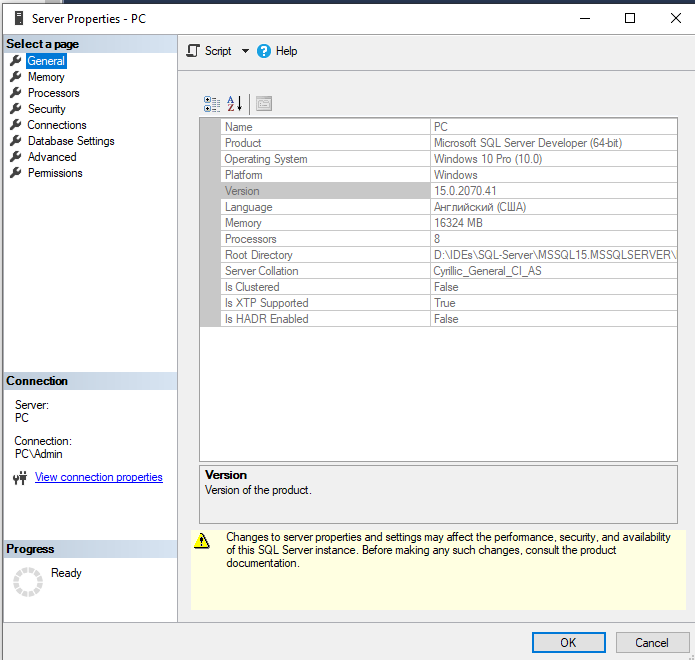 Server Properties - PC
Select a page
General
Memory
Processors
Security
Connections
Database Settings
Advanced
Permissions
Script
Help
Name PC
Product Microsoft SQL Server Developer (64-bit)
Operating System Windows 10 Pro (10.0)
Platform Windows
Version 15.0.2070.41
Language Английский (США)
Memory 16324 MB
Processors 8
Root Directory D:\IDEs\SQL-Server\MSSQL15.MSSQLSERVER\
Server Collation Cyrillic_General_CI_AS
Is Clustered False
Is XTP Supported True
Is HADR Enabled False
Connection
Server:
PC
Connection:
PC\Admin
View connection properties
Version
Version of the product.
Changes to server properties and settings may affect the performance, security, and availability
of this SQL Server instance. Before making any such changes, consult the product
documentation.
Progress
Ready
OK
Cancel